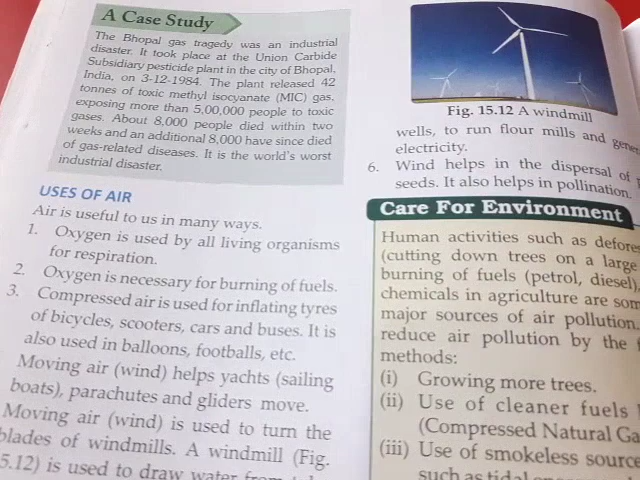 A Case Study
The Bhopal gas tragedy was an industrial
disaster. It took place at the Union Carbide
Subsidiary pesticide plant in the city of Bhopal,
India, on 3-12-1984. The plant released 42
tonnes of toxic methyl isocyanate (MIC) gas,
exposing more than 5,00,000 people to toxic
gases. About 8,000 people died within two
weeks and an additional 8,000 have since died
of gas-related diseases. It is the world's worst
industrial disaster.
USES OF AIR
Air is useful to us in many ways.
1. Oxygen is used by all living organisms
for respiration.
2. Oxygen is necessary for burning of fuels.
3. Compressed air is used for inflating tyres
of bicycles, scooters, cars and buses. It is
also used in balloons, footballs, etc.
Moving air (wind) helps yachts (sailing
boats), parachutes and gliders move.
Moving air (wind) is used to turn the
blades of windmills. A windmill (Fig.
5.12) is used to draw water from
Fig. 15.12 A windmill
wells, to run flour mills and gener
electricity.
6. Wind helps in the dispersal of
seeds. It also helps in pollination.
Care For Environment
Human activities such as defore
(cutting down trees on a large
burning of fuels (petrol, diesel),
chemicals in agriculture are som
major sources of air pollution.
reduce air pollution by the
methods:
(i) Growing more trees.
(ii) Use of cleaner fuels
(Compressed Natural Ga
(iii) Use of smokeless source
such as tidal